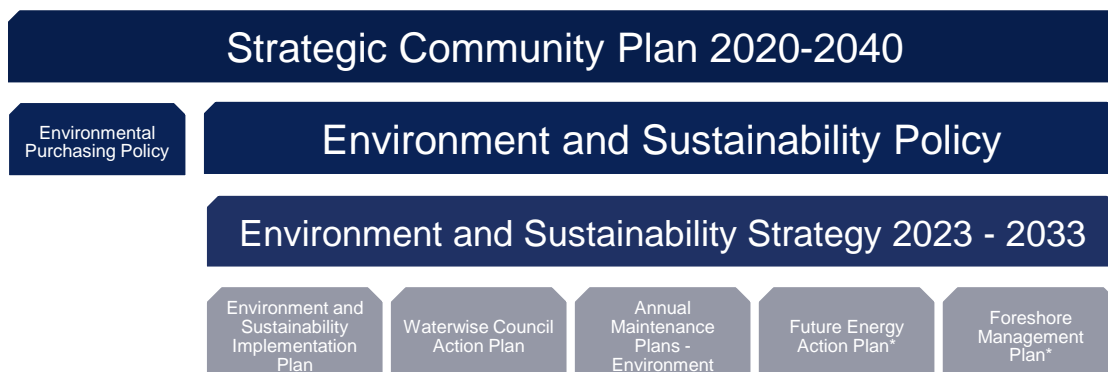 Strategic Community Plan 2020-2040
Environmental
Purchasing Policy
Environment and Sustainability Policy
Environment and Sustainability Strategy 2023 - 2033
Environment and
Sustainability
Implementation
Plan
Waterwise Council
Action Plan
Annual
Maintenance
Plans -
Environment
Future Energy
Action Plan*
Foreshore
Management
Plan*